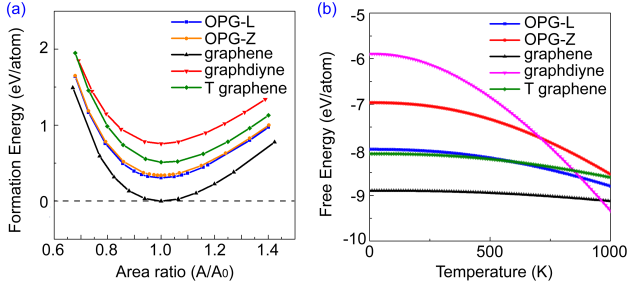 (a)
OPG-L
OPG-Z
graphene
graphdiyne
T graphene
Formation Energy (eV/atom)
2
1
0
0.6 0.8 1.0 1.2 1.4
Area ratio (A/A0)
(b)
OPG-L
OPG-Z
graphene
graphdiyne
T graphene
Free Energy (eV/atom)
-5
-6
-7
-8
-9
-10
0 500 1000
Temperature (K)